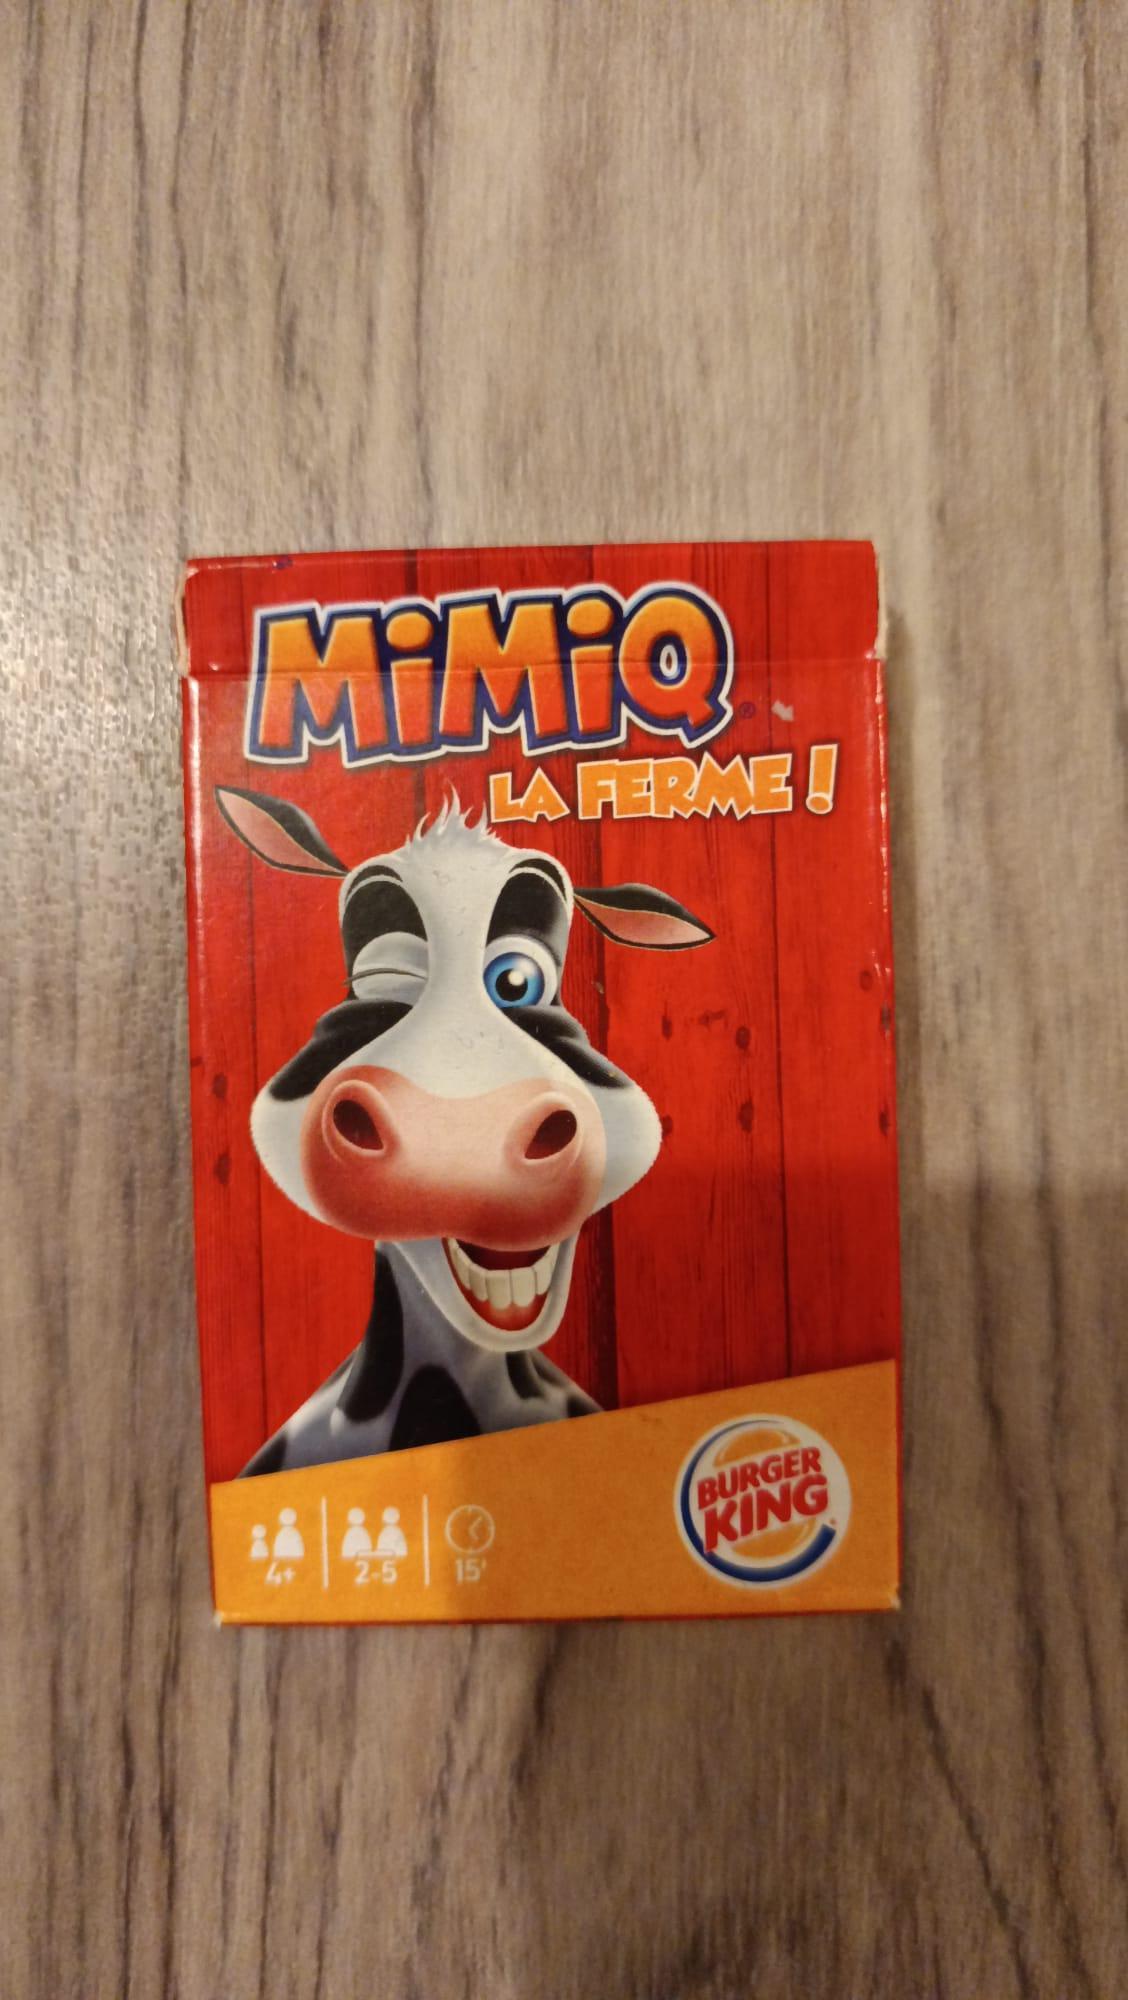 MiMiQ®
LA FERME !
4+
2-5
15'
BURGER
KING®